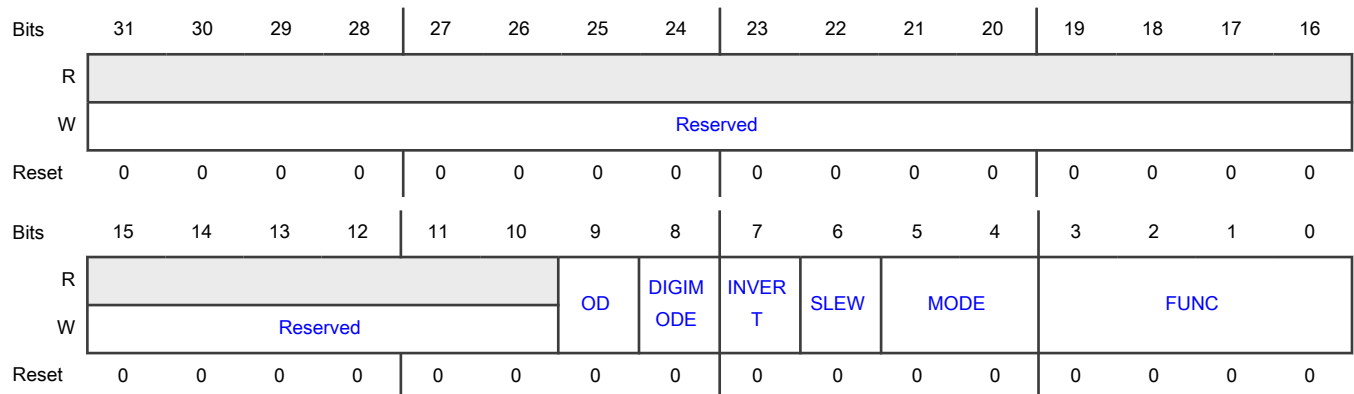 Bits 31 30 29 28 27 26 25 24 23 22 21 20 19 18 17 16
R
W Reserved
Reset 0 0 0 0 0 0 0 0 0 0 0 0 0 0 0 0
Bits 15 14 13 12 11 10 9 8 7 6 5 4 3 2 1 0
R
W Reserved OD DIGIM
ODE INVER
T SLEW MODE FUNC
Reset 0 0 0 0 0 0 0 0 0 0 0 0 0 0 0 0